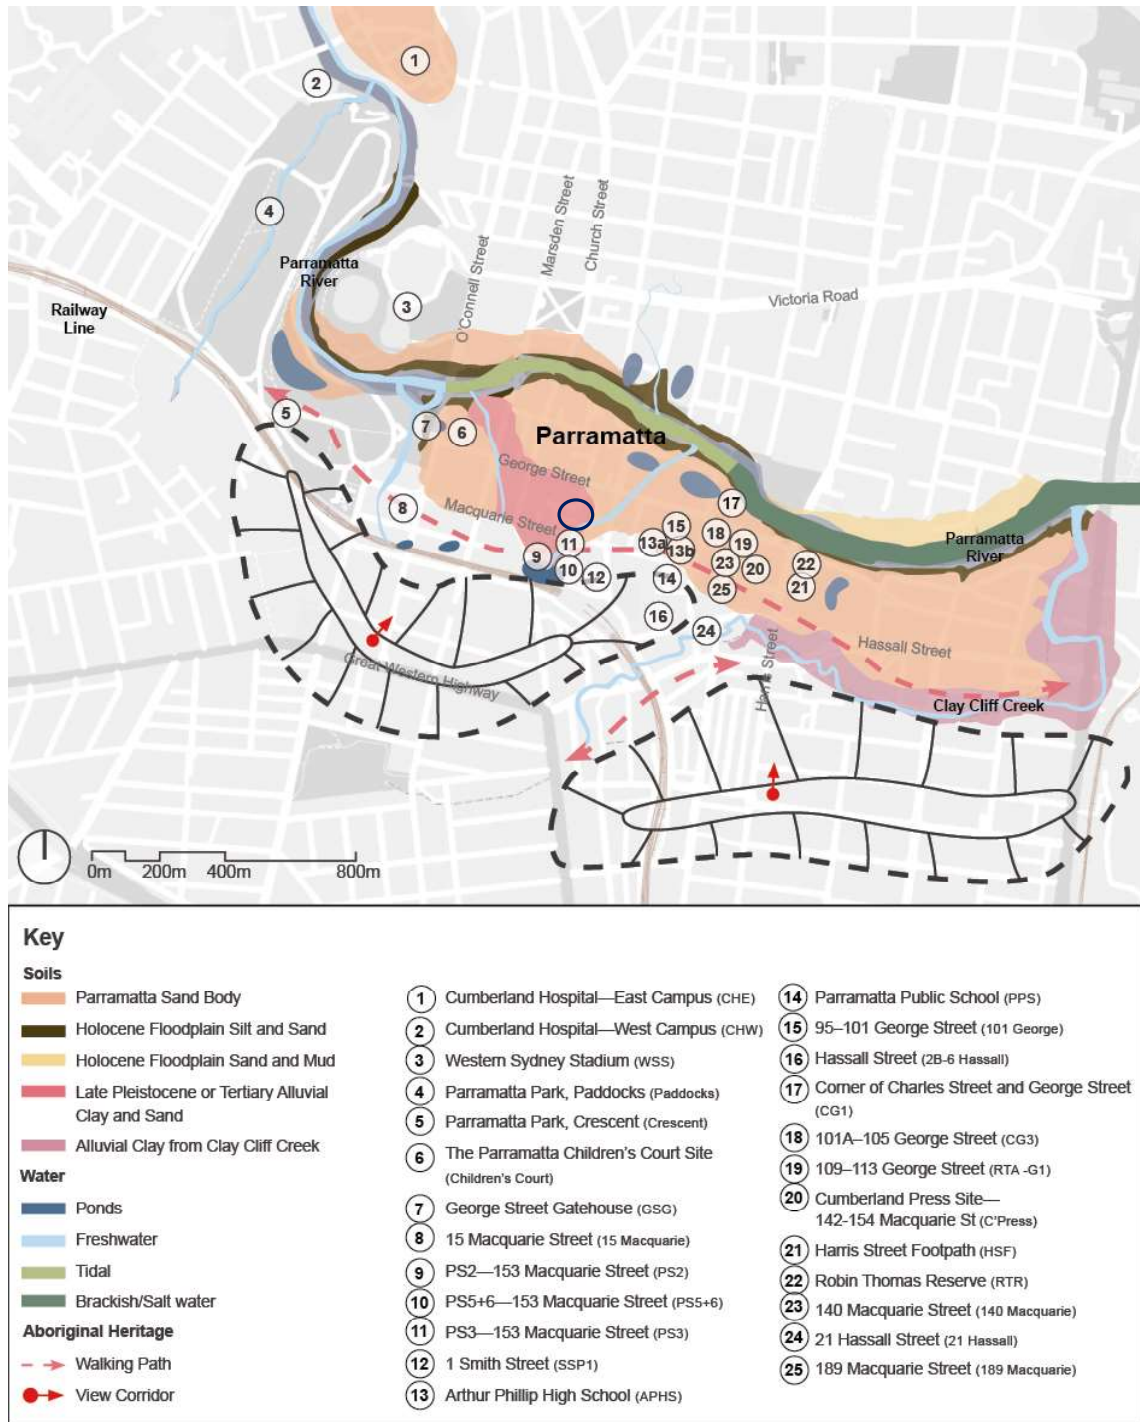 1
2
4
Parramatta
River
3
O'Connell Street
Marsden Street
Church Street
Victoria Road
Railway
Line
5
7
6
Parramatta
George Street
Macquarie Street
8
17
15
18
13a
13b
19
9
11
10
12
14
23
20
22
21
25
16
24
Parramatta
River
Hassall Street
Harris Street
Great Western Highway
Clay Cliff Creek
0m 200m 400m 800m
Key
Soils
Parramatta Sand Body
Holocene Floodplain Silt and Sand
Holocene Floodplain Sand and Mud
Late Pleistocene or Tertiary Alluvial
Clay and Sand
Alluvial Clay from Clay Cliff Creek
Water
Ponds
Freshwater
Tidal
Brackish/Salt water
Aboriginal Heritage
Walking Path
View Corridor
1 Cumberland Hospital—East Campus (CHE)
2 Cumberland Hospital—West Campus (CHW)
3 Western Sydney Stadium (WSS)
4 Parramatta Park, Paddocks (Paddocks)
5 Parramatta Park, Crescent (Crescent)
6 The Parramatta Children's Court Site
(Children's Court)
7 George Street Gatehouse (GSG)
8 15 Macquarie Street (15 Macquarie)
9 PS2—153 Macquarie Street (PS2)
10 PS5+6—153 Macquarie Street (PS5+6)
11 PS3—153 Macquarie Street (PS3)
12 1 Smith Street (SSP1)
13 Arthur Phillip High School (APHS)
14 Parramatta Public School (PPS)
15 95–101 George Street (101 George)
16 Hassall Street (2B-6 Hassall)
17 Corner of Charles Street and George Street
(CG1)
18 101A–105 George Street (CG3)
19 109–113 George Street (RTA -G1)
20 Cumberland Press Site—
142-154 Macquarie St (C'Press)
21 Harris Street Footpath (HSF)
22 Robin Thomas Reserve (RTR)
23 140 Macquarie Street (140 Macquarie)
24 21 Hassall Street (21 Hassall)
25 189 Macquarie Street (189 Macquarie)